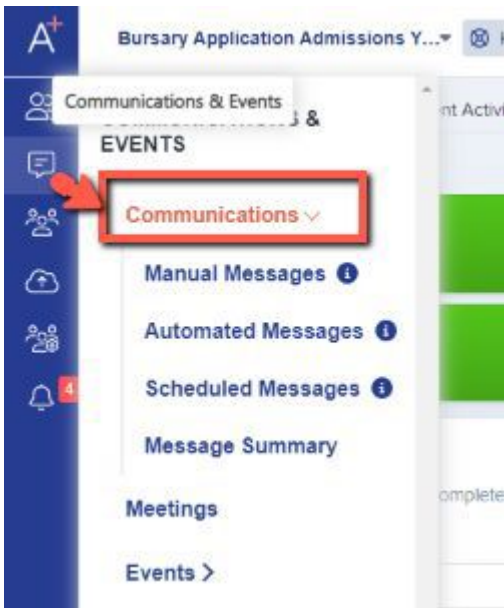 A+
Bursary Application Admissions Y...
Communications & Events
nt Activi
EVENTS
Communications
Manual Messages
Automated Messages
Scheduled Messages
Message Summary
4
Meetings
omplete
Events >